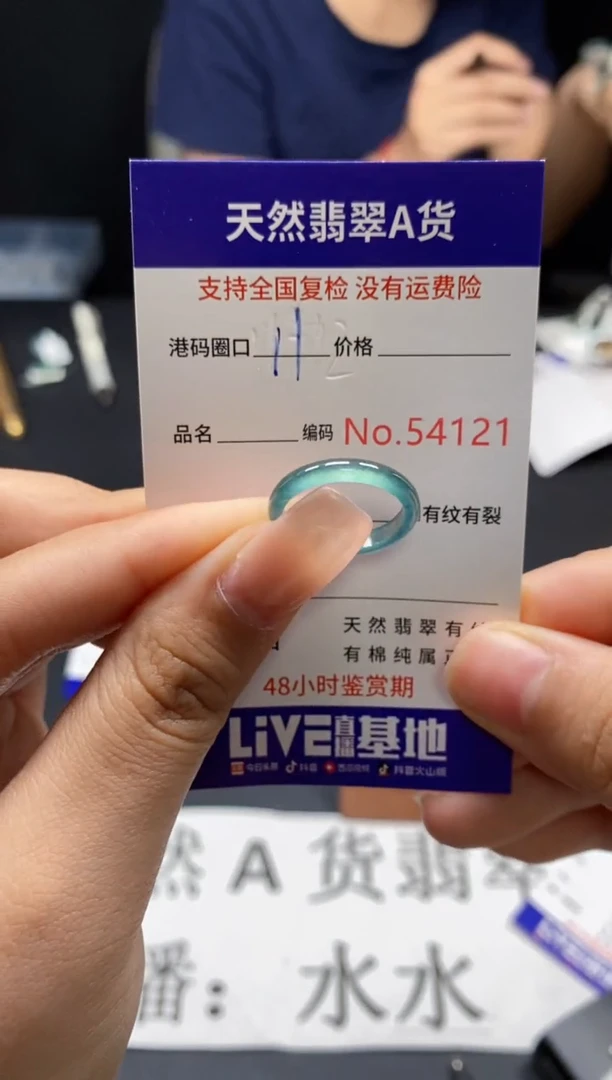 天然翡翠A货
支持全国复检 没有运费险
港码圈口 11 价格
品名 编码 No.54121
有纹有裂
天然翡翠有
有棉纯属
48小时鉴赏期
LiVE直播基地
今日头条 抖音 西瓜视频 抖音火山版
然A货翡翠
播：水水